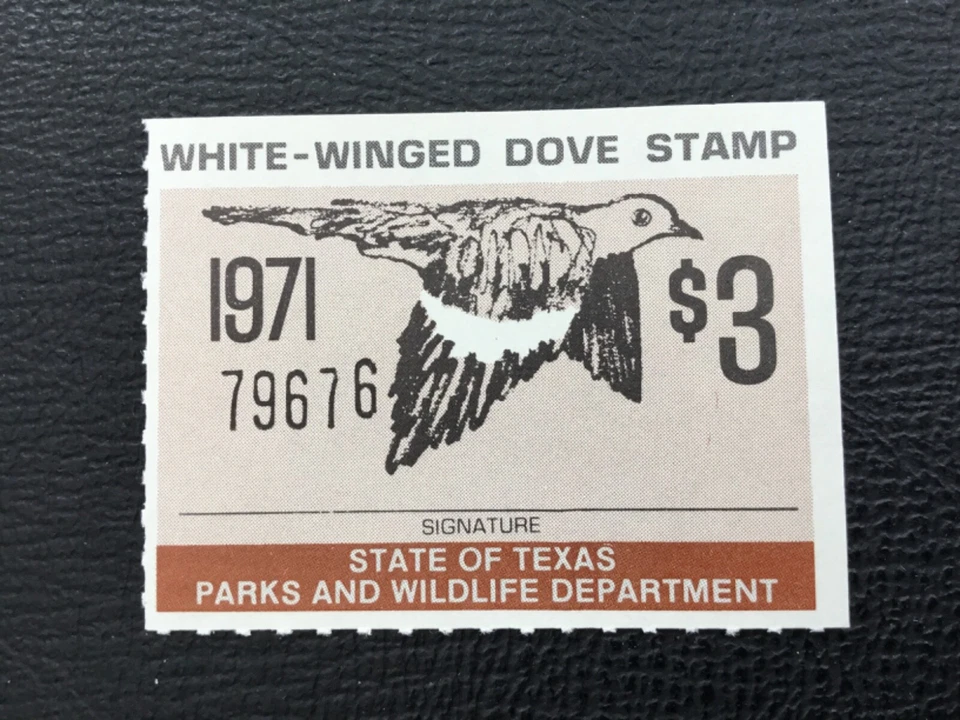 WHITE-WINGED DOVE STAMP
1971
$3
79676
SIGNATURE
STATE OF TEXAS
PARKS AND WILDLIFE DEPARTMENT